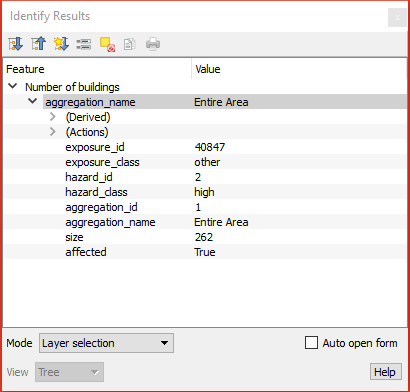 Identify Results
Feature Value
Number of buildings
aggregation_name Entire Area
(Derived)
(Actions)
exposure_id 40847
exposure_class other
hazard_id 2
hazard_class high
aggregation_id 1
aggregation_name Entire Area
size 262
affected True
Mode Layer selection Auto open form
View Tree Help